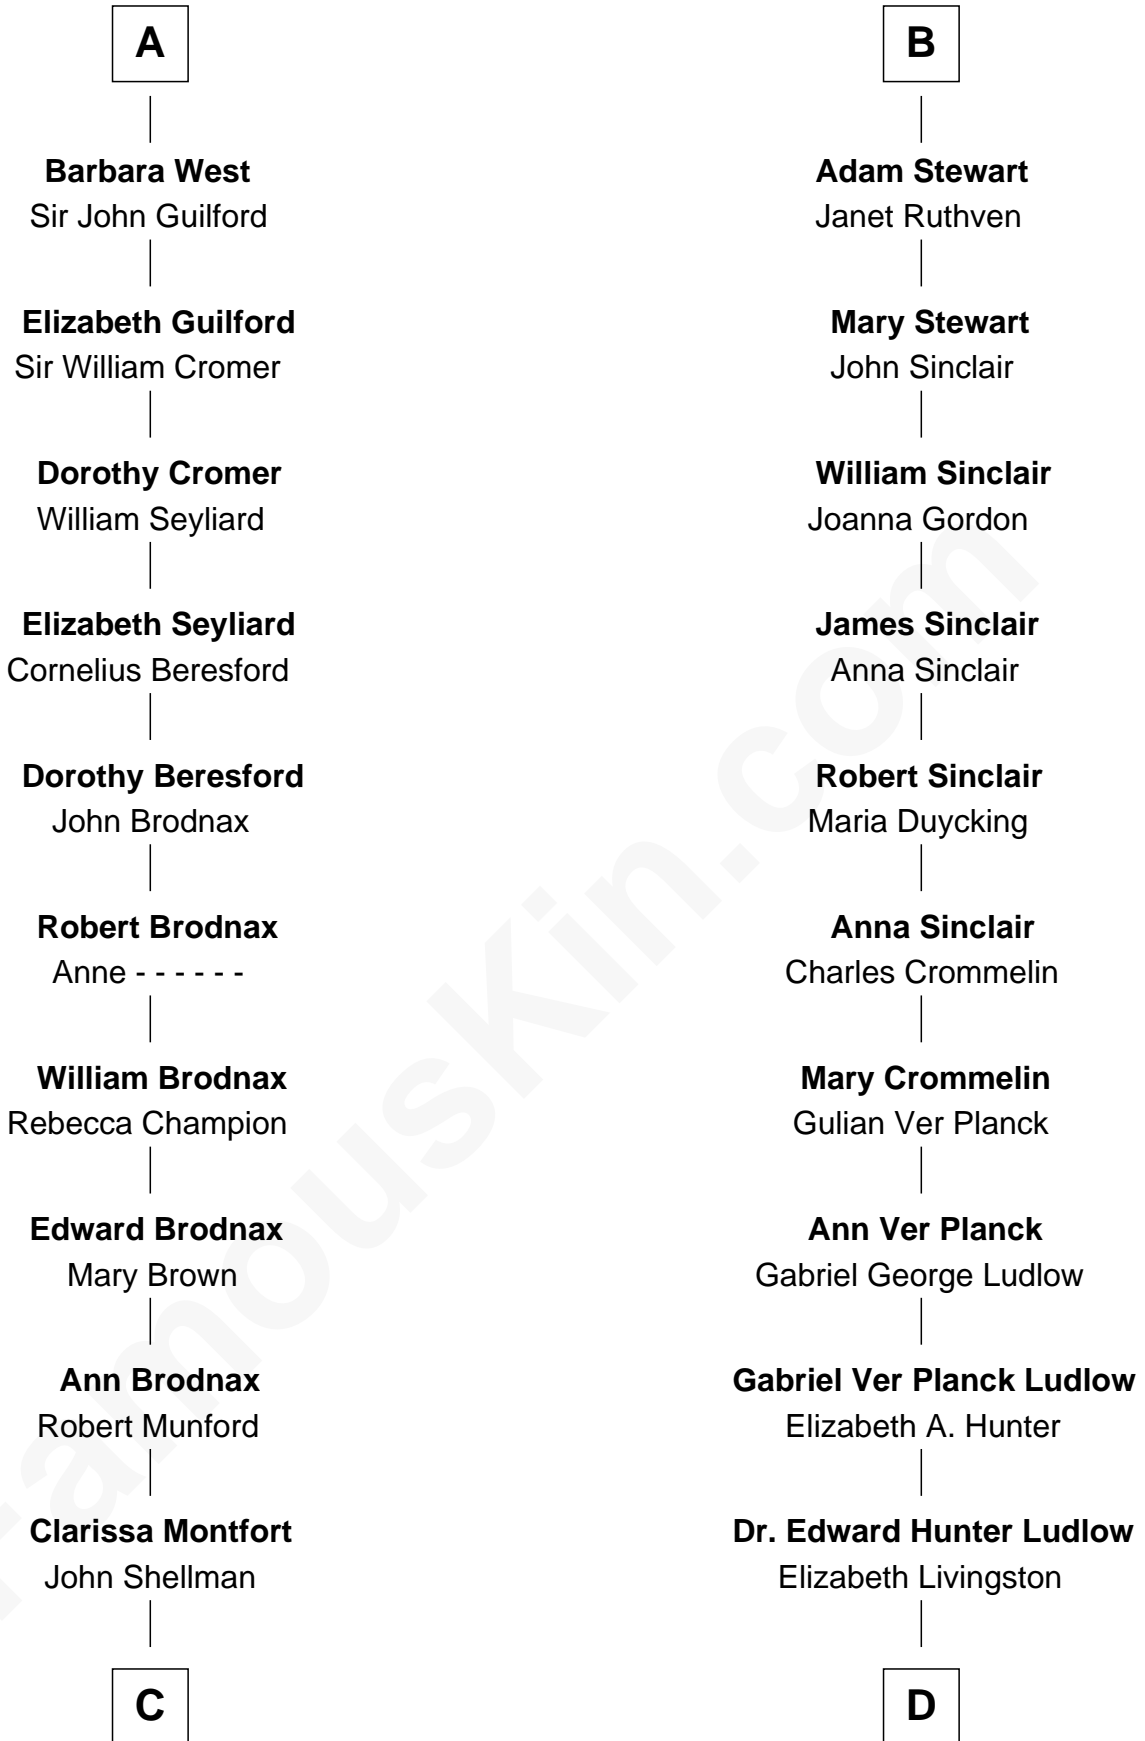 A
Barbara West
Sir John Guilford
Elizabeth Guilford
Sir William Cromer
Dorothy Cromer
William Seyliard
Elizabeth Seyliard
Cornelius Beresford
Dorothy Beresford
John Brodnax
Robert Brodnax
Anne - - - - - -
William Brodnax
Rebecca Champion
Edward Brodnax
Mary Brown
Ann Brodnax
Robert Munford
Clarissa Montfort
John Shellman
C
B
Adam Stewart
Janet Ruthven
Mary Stewart
John Sinclair
William Sinclair
Joanna Gordon
James Sinclair
Anna Sinclair
Robert Sinclair
Maria Duycking
Anna Sinclair
Charles Crommelin
Mary Crommelin
Gulian Ver Planck
Ann Ver Planck
Gabriel George Ludlow
Gabriel Ver Planck Ludlow
Elizabeth A. Hunter
Dr. Edward Hunter Ludlow
Elizabeth Livingston
D
FamousKin.com